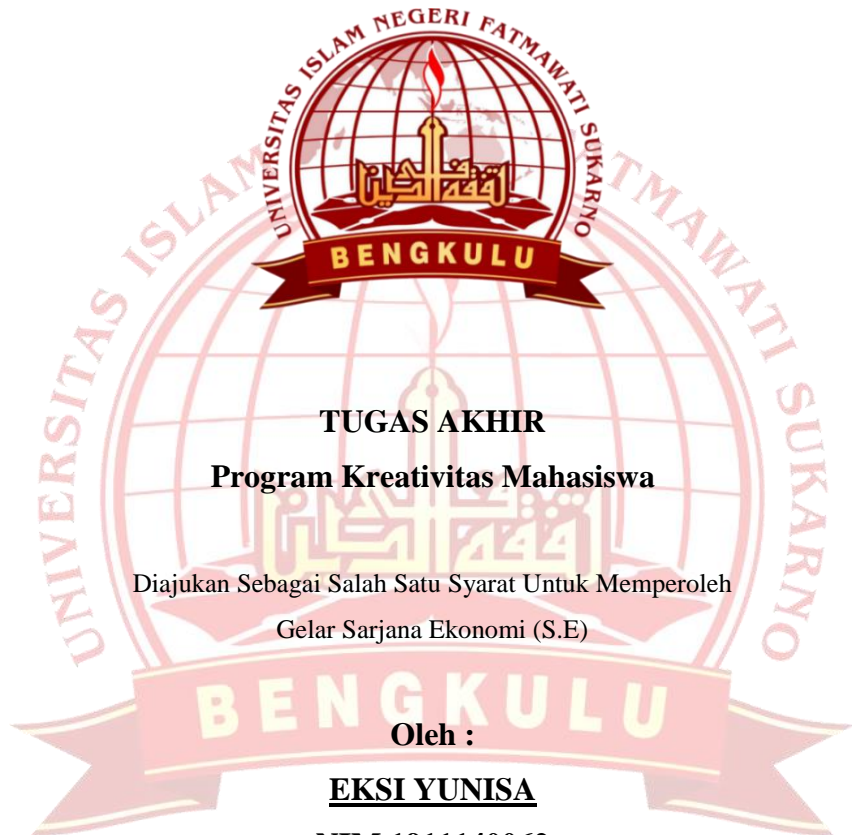 UNIVERSITAS ISLAM NEGERI FATMAWATI SUKARNO
BENGKULU
TUGAS AKHIR
Program Kreativitas Mahasiswa
Diajukan Sebagai Salah Satu Syarat Untuk Memperoleh
Gelar Sarjana Ekonomi (S.E)
BENGKULU
Oleh :
EKSI YUNISA